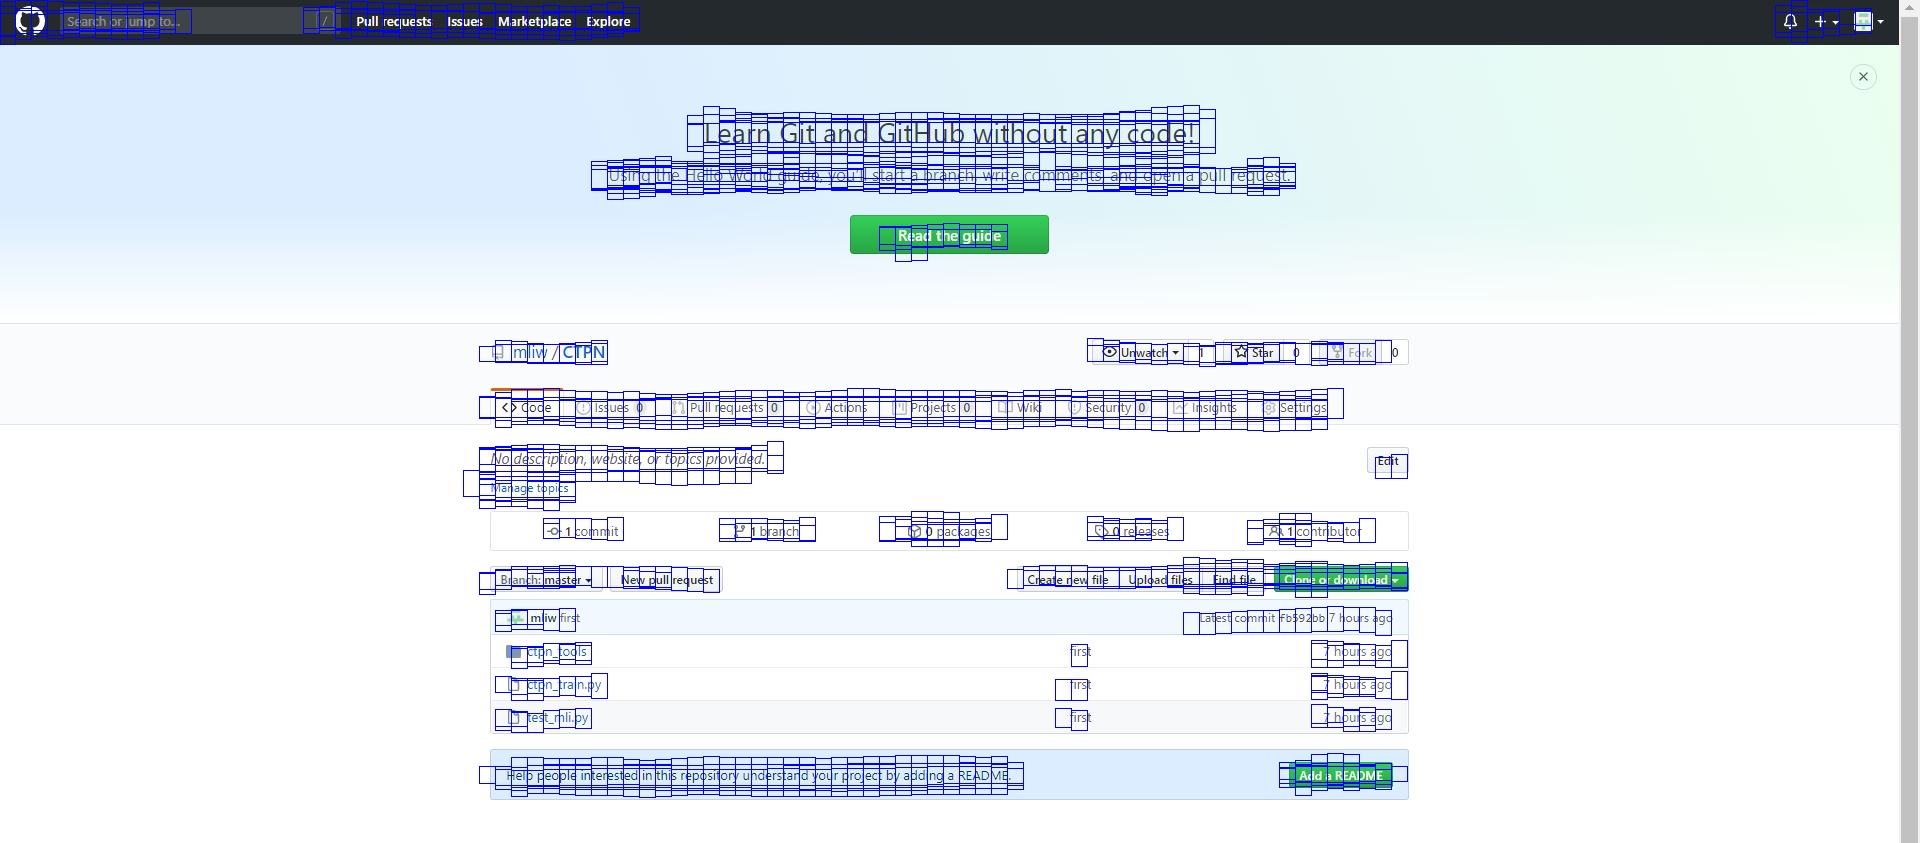 Search or jump to... / Pull requests Issues Marketplace Explore
Learn Git and GitHub without any code!
Using the Hello World guide, you'll start a branch, write comments, and open a pull request.
Read the guide
mliw / CTPN Unwatch 1 Star 0 Fork 0
Code Issues 0 Pull requests 0 Actions Projects 0 Wiki Security 0 Insights Settings
No description, website, or topics provided. Edit
Manage topics
1 commit 1 branch 0 packages 0 releases 1 contributor
Branch: master New pull request Create new file Upload files Find file Clone or download
mliw first Latest commit fb592bb 7 hours ago
ctpn_tools first 7 hours ago
ctpn_train.py first 7 hours ago
test_mli.py first 7 hours ago
Help people interested in this repository understand your project by adding a README. Add a README